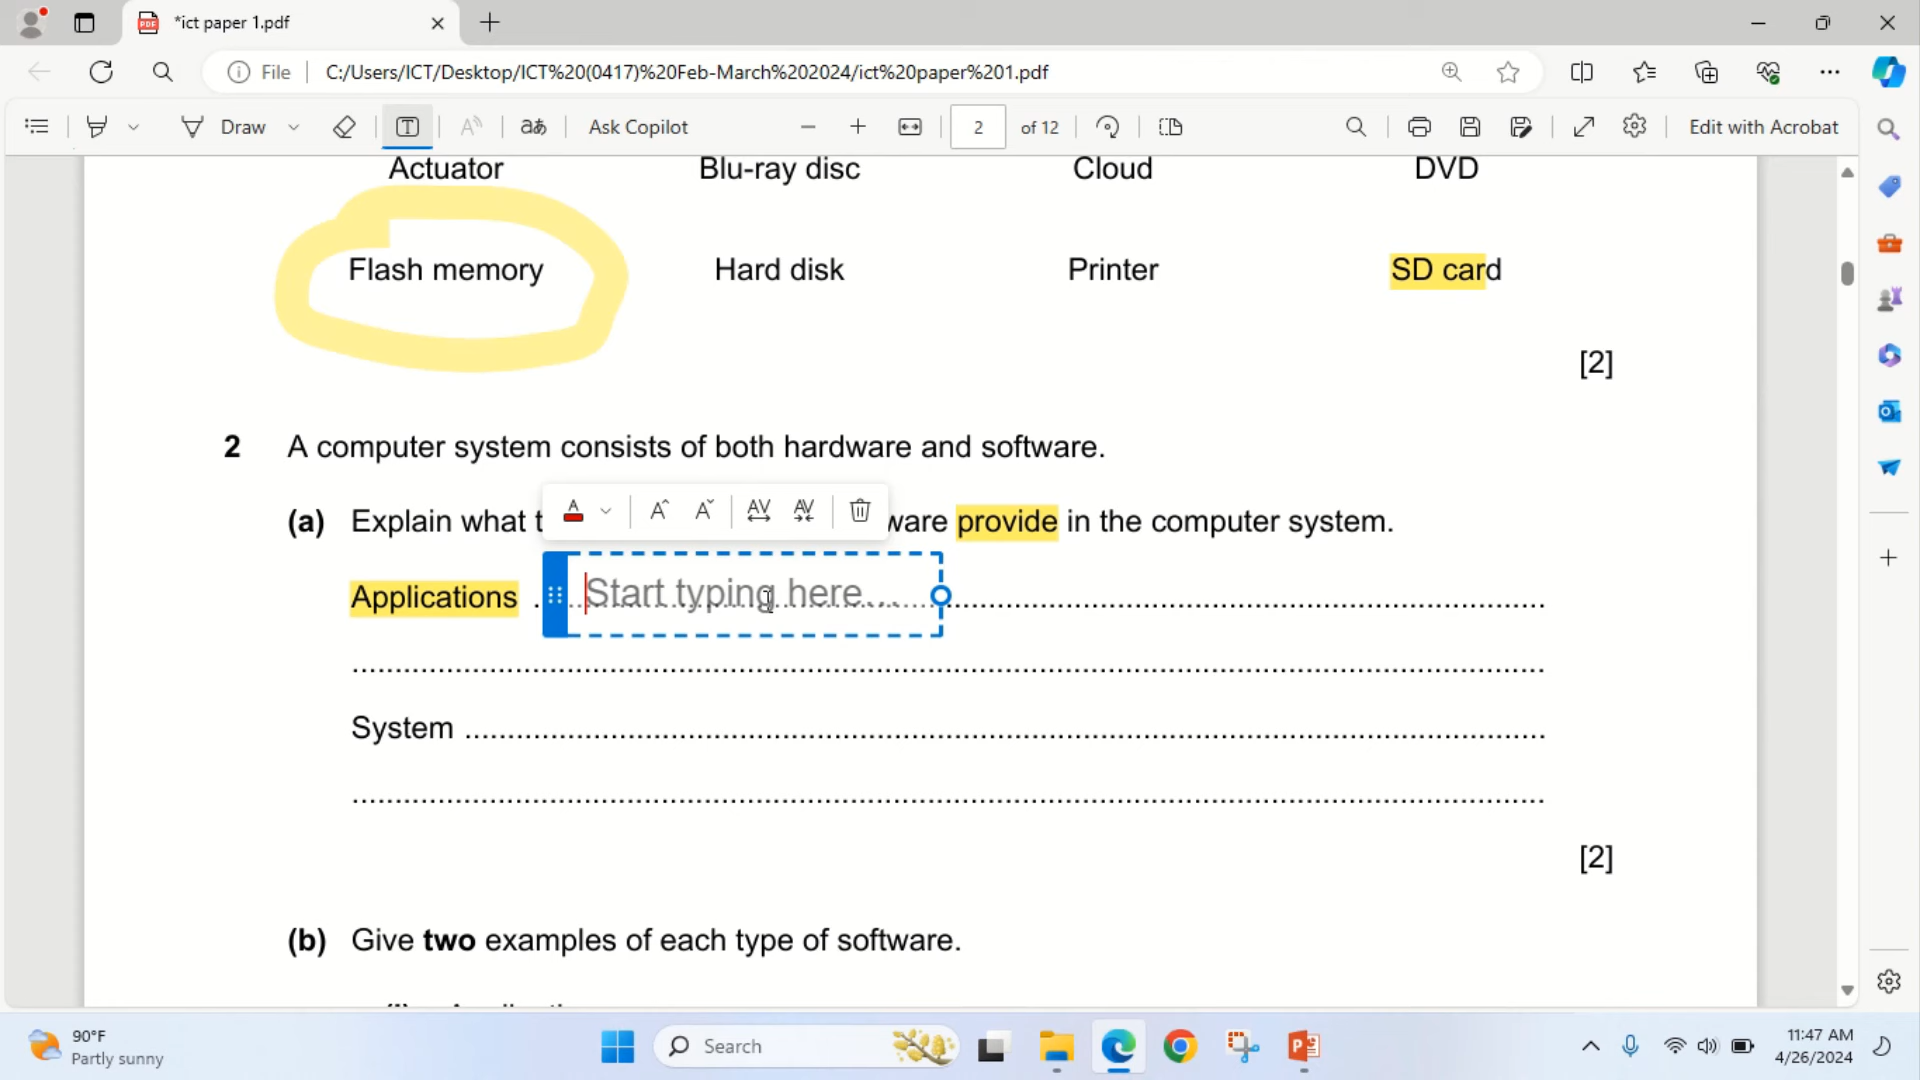 *ict paper 1.pdf
File
C:/Users/ICT/Desktop/ICT%20(0417)%20Feb-March%202024/ict%20paper%201.pdf
Draw
Ask Copilot
2
of 12
Edit with Acrobat
Actuator Blu-ray disc Cloud DVD
Flash memory Hard disk Printer SD card
[2]
2 A computer system consists of both hardware and software.
(a) Explain what t ware provide in the computer system.
Applications Start typing here...
System
[2]
(b) Give two examples of each type of software.
90°F
Partly sunny
Search
11:47 AM
4/26/2024